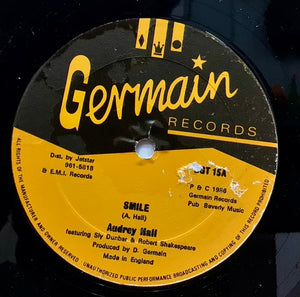 Germain
RECORDS
Dist. by Jetstar
961-5818
& E.M.I. Records
15A
P & C 1986
Germain Records
Pub Beverly Music
SMILE
(A. Hall)
Audrey Hall
featuring Sly Dunbar & Robert Shakespeare
Produced by D. Germain
Made in England
ALL RIGHTS OF THE MANUFACTURER AND OWNER RESERVED UNAUTHORIZED PUBLIC PERFORMANCE BROADCASTING AND COPYING OF THIS RECORD PROHIBITED